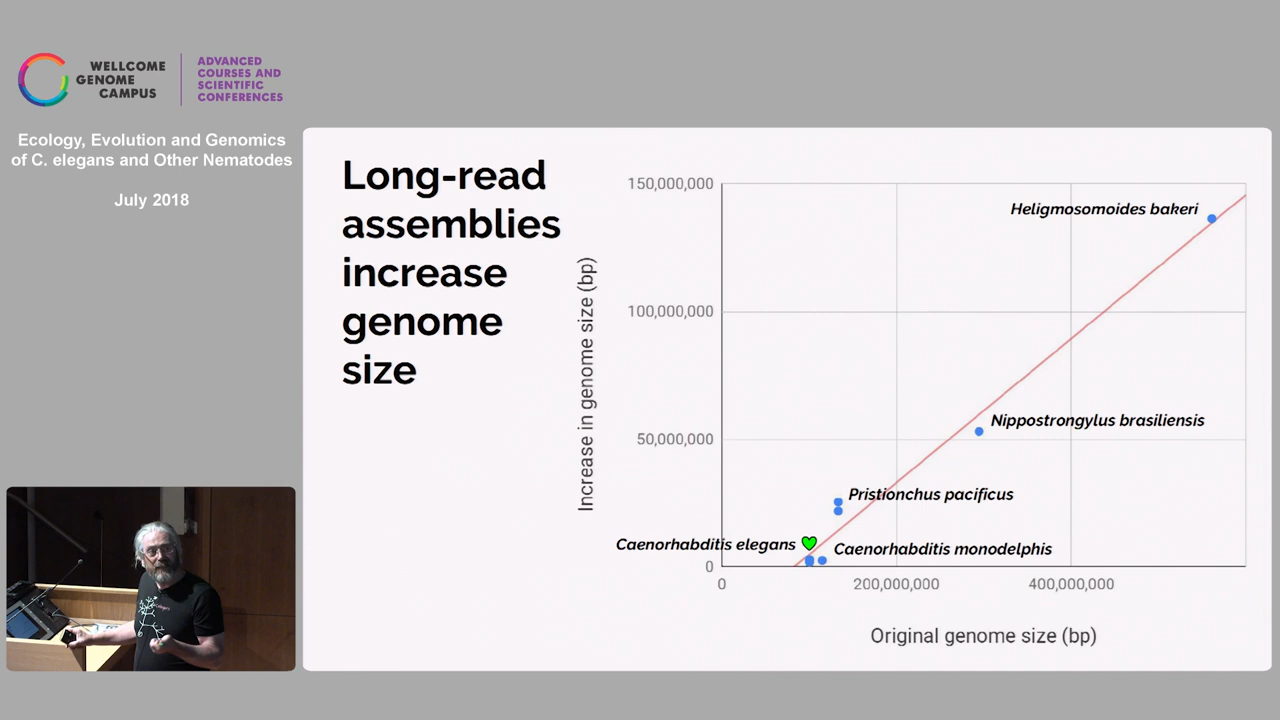 WELLCOME
GENOME
CAMPUS
ADVANCED
COURSES AND
SCIENTIFIC
CONFERENCES
Ecology, Evolution and Genomics
of C. elegans and Other Nematodes
July 2018
Long-read
assemblies
increase
genome
size
Increase in genome size (bp)
150,000,000
100,000,000
50,000,000
0
Heligmosomoides bakeri
Nippostrongylus brasiliensis
Pristionchus pacificus
Caenorhabditis elegans
Caenorhabditis monodelphis
0
200,000,000
400,000,000
Original genome size (bp)